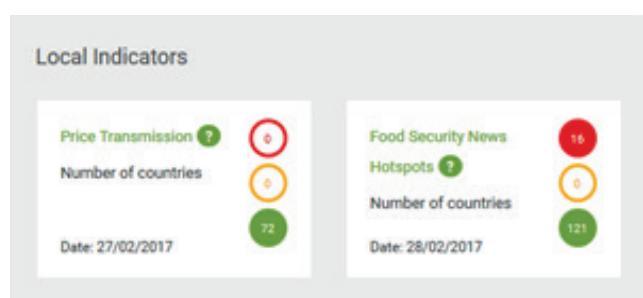 Local Indicators
Price Transmission ?
Number of countries
Date: 27/02/2017
0
0
72
Food Security News
Hotspots ?
Number of countries
Date: 28/02/2017
16
0
121